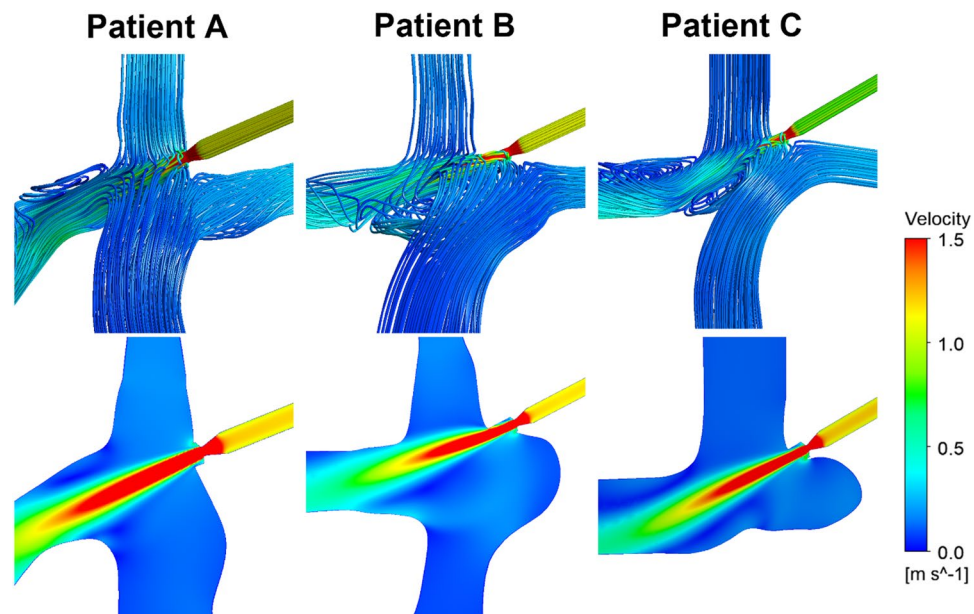 Patient A
Patient B
Patient C
Velocity
1.5
1.0
0.5
0.0
[m s^-1]